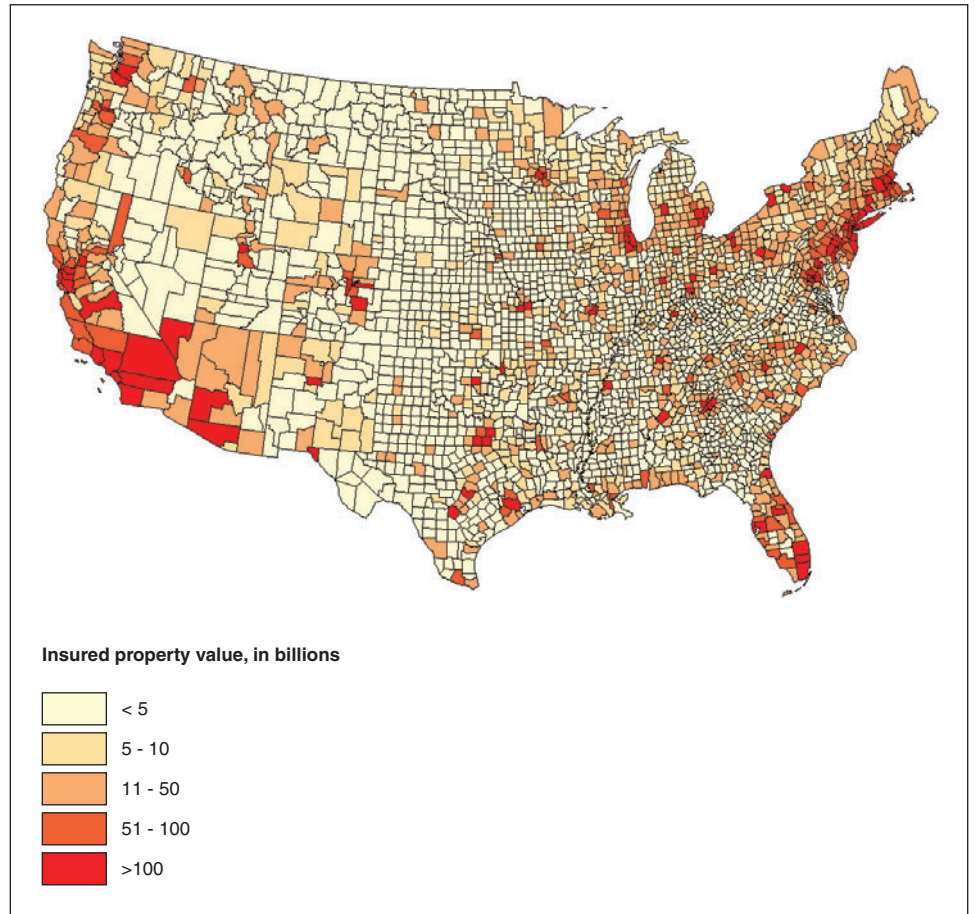 Insured property value, in billions
< 5
5 - 10
11 - 50
51 - 100
>100